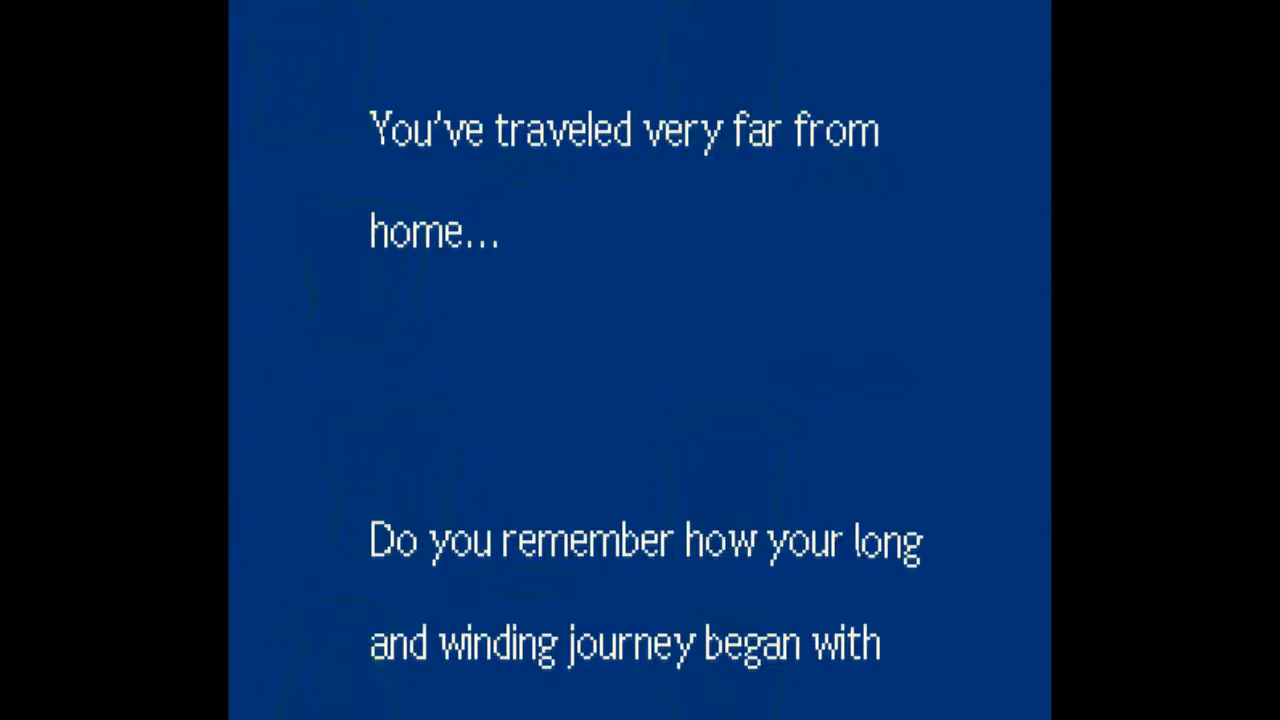 You've traveled very far from
home...
Do you remember how your long
and winding journey began with